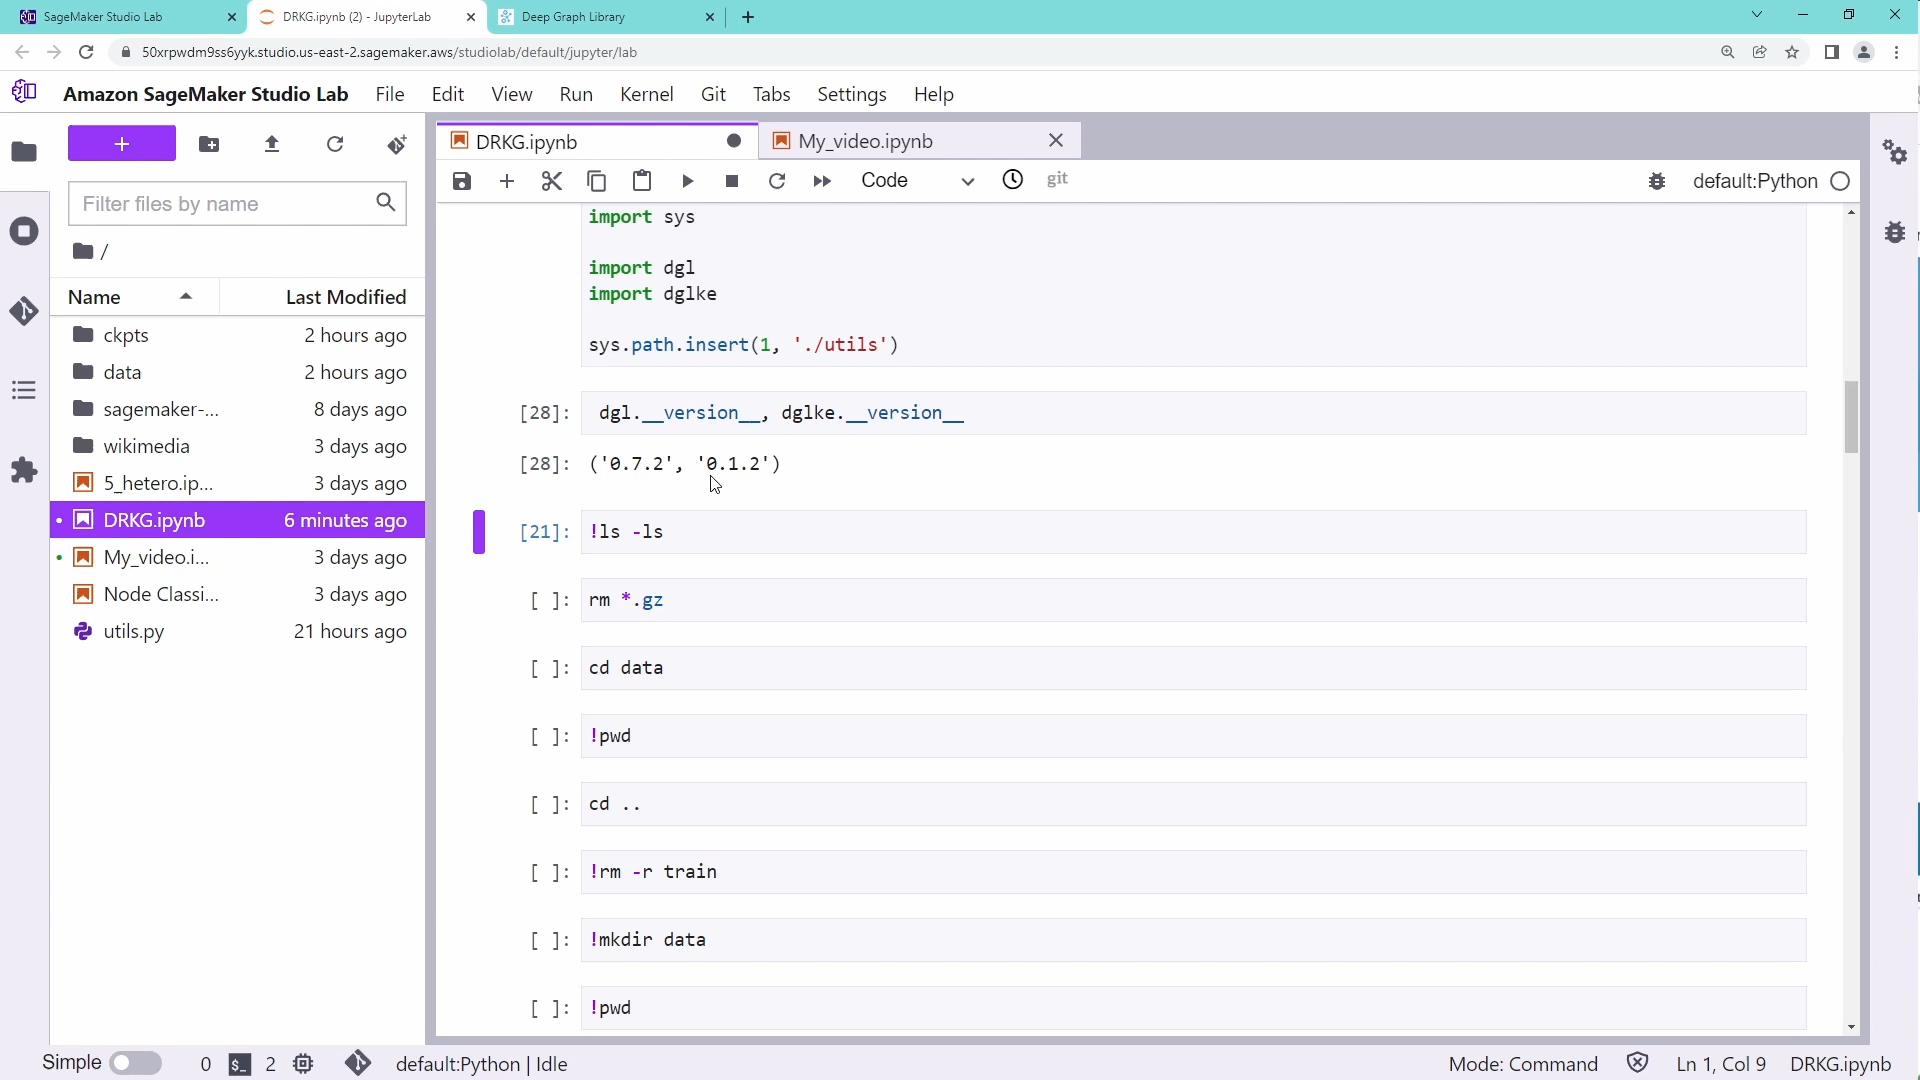 SageMaker Studio Lab
DRKG.ipynb (2) - JupyterLab
Deep Graph Library
50xrpwdm9ss6yyk.studio.us-east-2.sagemaker.aws/studiolab/default/jupyter/lab
Amazon SageMaker Studio Lab File Edit View Run Kernel Git Tabs Settings Help
DRKG.ipynb
My_video.ipynb
Code
git
default:Python
Filter files by name
/
Name Last Modified
ckpts 2 hours ago
data 2 hours ago
sagemaker-... 8 days ago
wikimedia 3 days ago
5_hetero.ip... 3 days ago
DRKG.ipynb 6 minutes ago
My_video.i... 3 days ago
Node Classi... 3 days ago
utils.py 21 hours ago
import sys
import dgl
import dglke
sys.path.insert(1, './utils')
[28]: dgl.__version__, dglke.__version__
[28]: ('0.7.2', '0.1.2')
[21]: !ls -ls
[ ]: rm *.gz
[ ]: cd data
[ ]: !pwd
[ ]: cd ..
[ ]: !rm -r train
[ ]: !mkdir data
[ ]: !pwd
Simple 0 $_ 2 default:Python | Idle Mode: Command Ln 1, Col 9 DRKG.ipynb